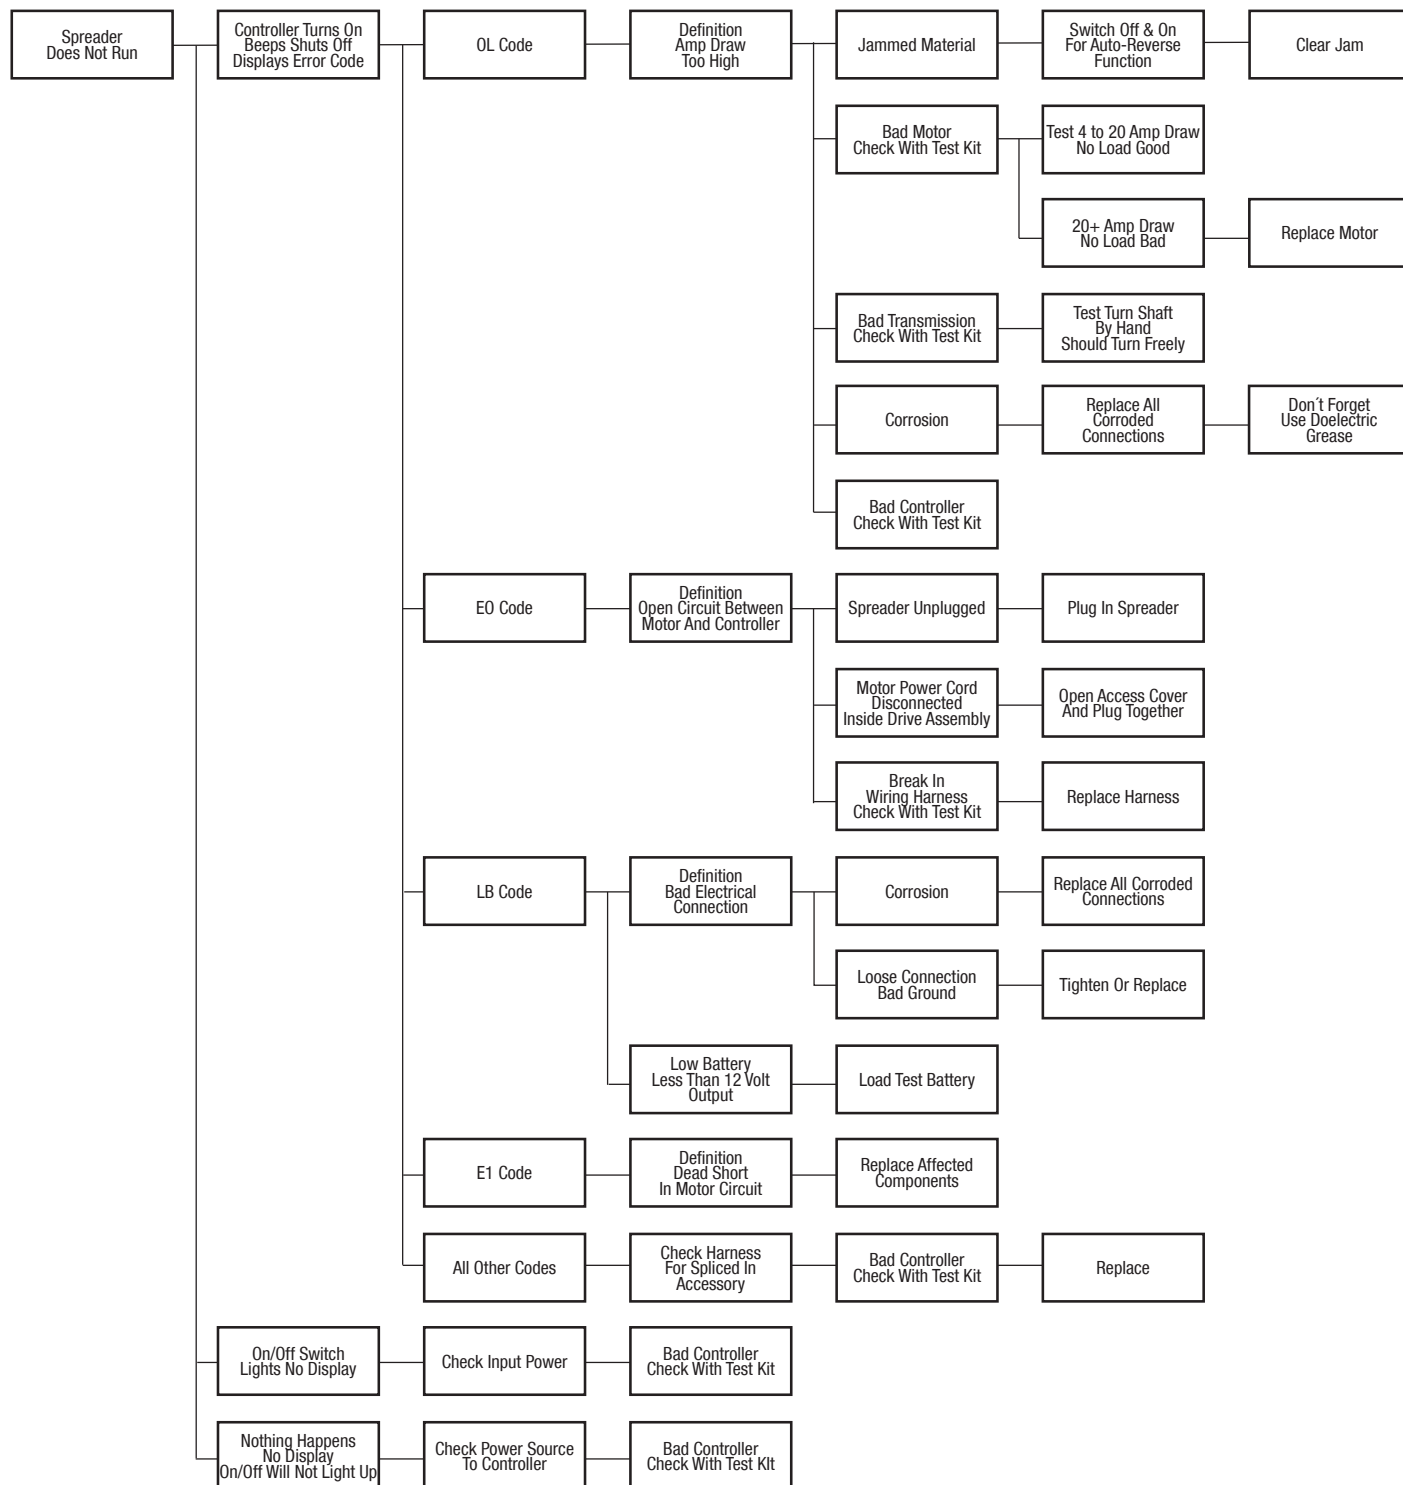 Spreader
Does Not Run
Controller Turns On
Beeps Shuts Off
Displays Error Code
OL Code
Definition
Amp Draw
Too High
Jammed Material
Switch Off & On
For Auto-Reverse
Function
Clear Jam
Bad Motor
Check With Test Kit
Test 4 to 20 Amp Draw
No Load Good
20+ Amp Draw
No Load Bad
Replace Motor
Bad Transmission
Check With Test Kit
Test Turn Shaft
By Hand
Should Turn Freely
Corrosion
Replace All
Corroded
Connections
Don´t Forget
Use Doelectric
Grease
Bad Controller
Check With Test Kit
E0 Code
Definition
Open Circuit Between
Motor And Controller
Spreader Unplugged
Plug In Spreader
Motor Power Cord
Disconnected
Inside Drive Assembly
Open Access Cover
And Plug Together
Break In
Wiring Harness
Check With Test Kit
Replace Harness
LB Code
Definition
Bad Electrical
Connection
Corrosion
Replace All Corroded
Connections
Loose Connection
Bad Ground
Tighten Or Replace
Low Battery
Less Than 12 Volt
Output
Load Test Battery
E1 Code
Definition
Dead Short
In Motor Circuit
Replace Affected
Components
All Other Codes
Check Harness
For Spliced In
Accessory
Bad Controller
Check With Test Kit
Replace
On/Off Switch
Lights No Display
Check Input Power
Bad Controller
Check With Test Kit
Nothing Happens
No Display
On/Off Will Not Light Up
Check Power Source
To Controller
Bad Controller
Check With Test KIt